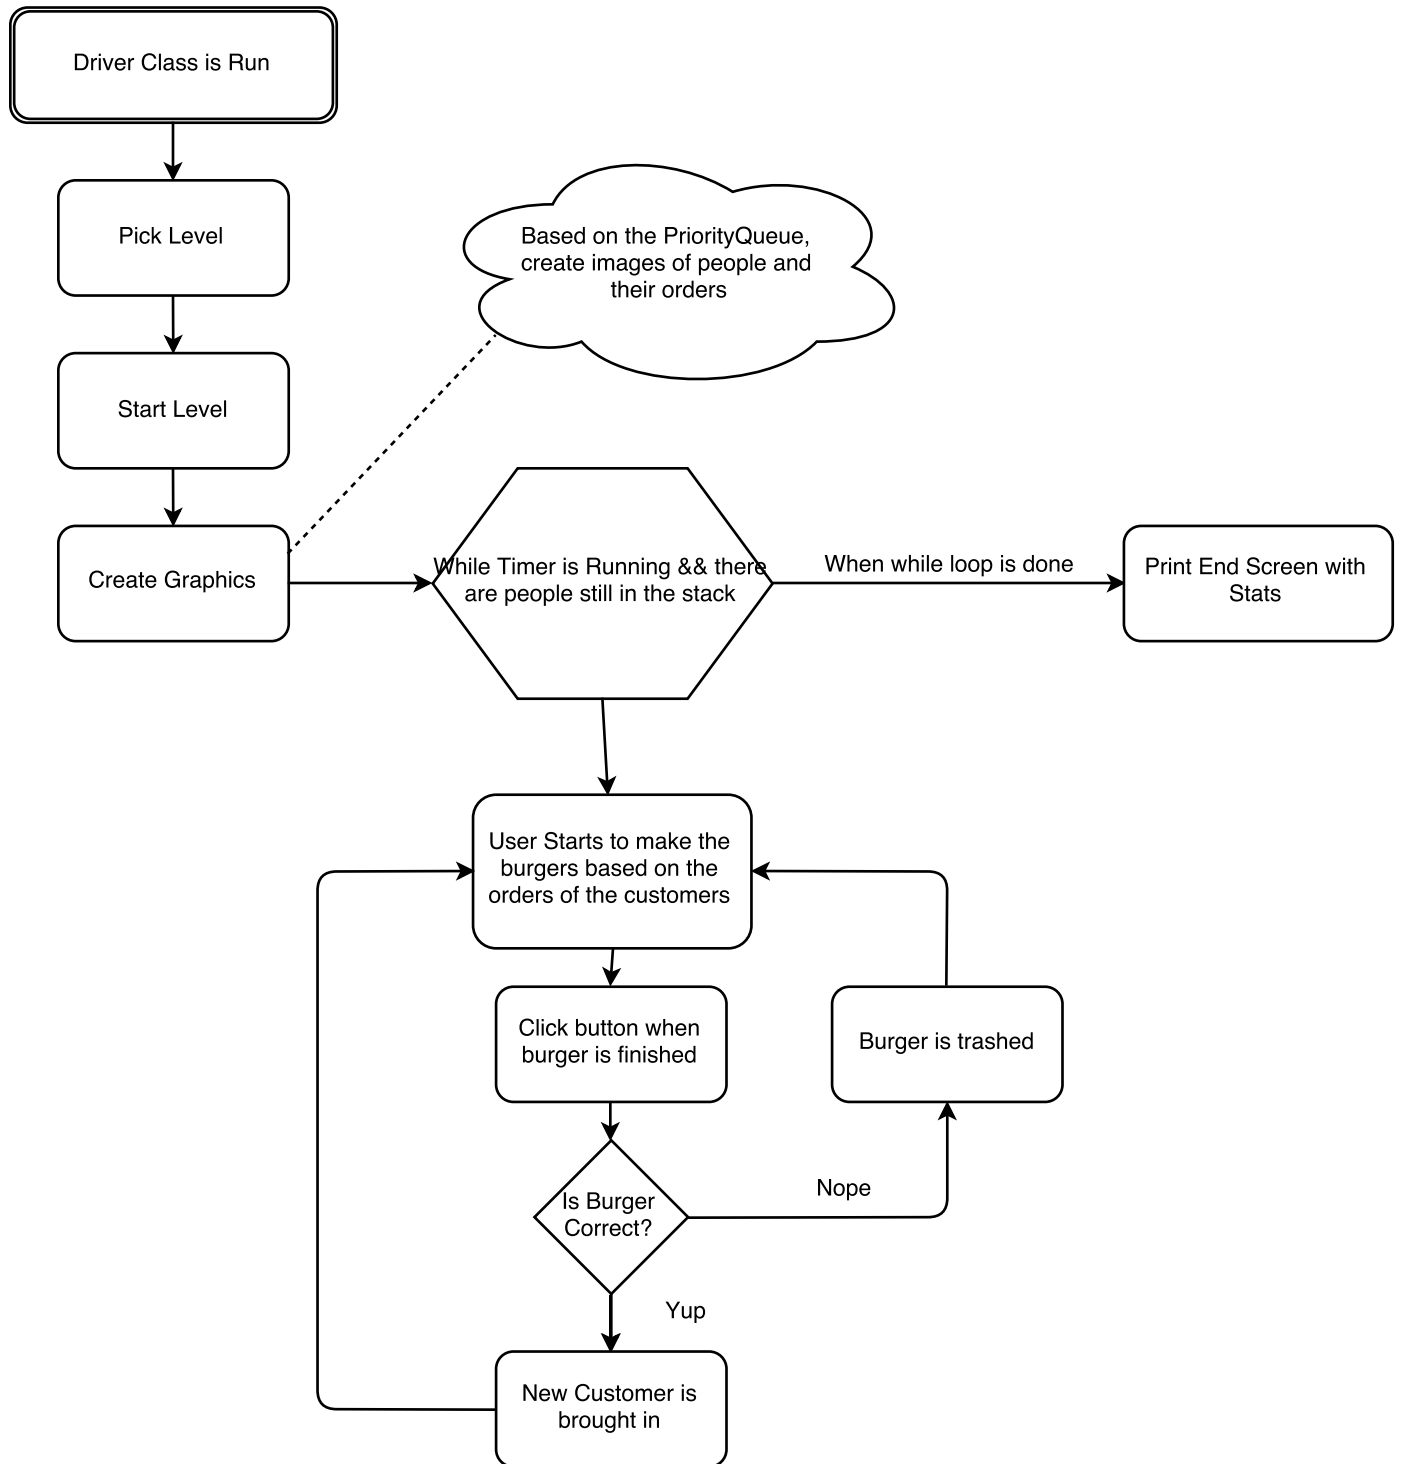 Driver Class is Run
Pick Level
Based on the PriorityQueue,
create images of people and
their orders
Start Level
Create Graphics
While Timer is Running && there
are people still in the stack
When while loop is done
Print End Screen with
Stats
User Starts to make the
burgers based on the
orders of the customers
Click button when
burger is finished
Burger is trashed
Is Burger
Correct?
Nope
Yup
New Customer is
brought in